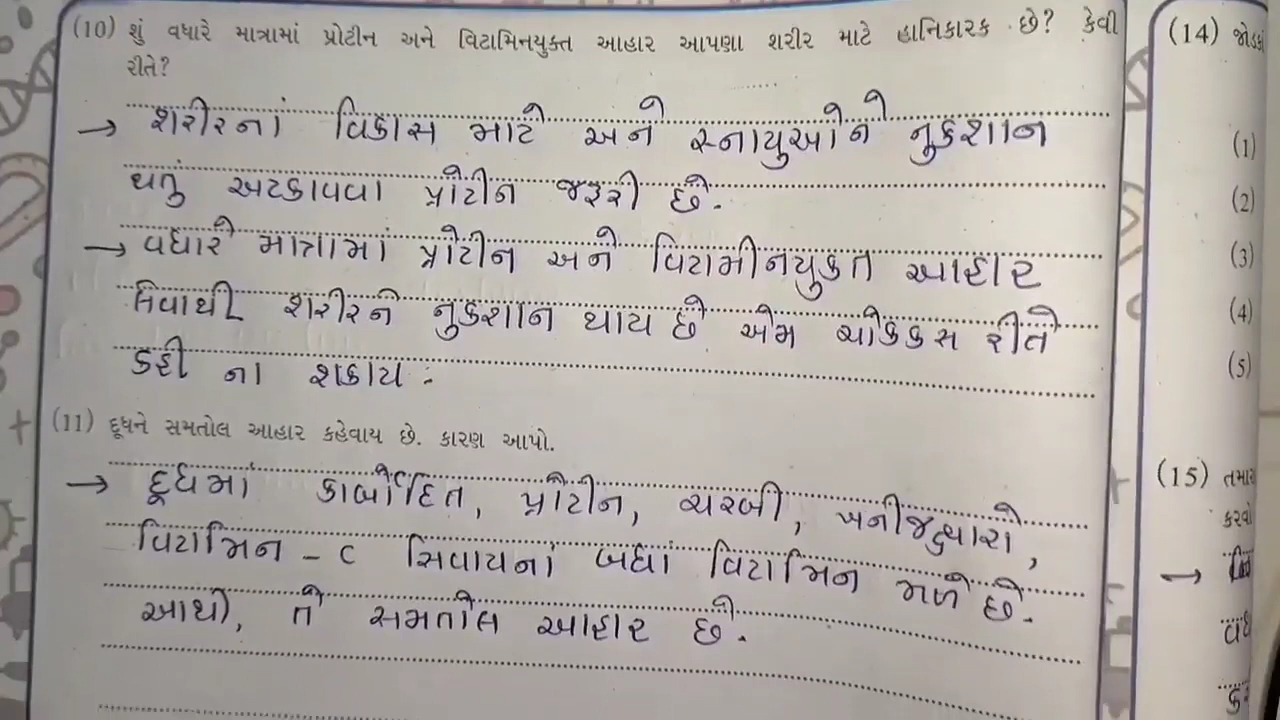 (10) શું વધારે માત્રામાં પ્રોટીન અને વિટામિનયુક્ત આહાર આપણા શરીર માટે હાનિકારક છે? કેવી
રીતે?
→ શરીરનાં વિકાસ માટે અને સ્નાયુઓને નુકશાન
થતું અટકાવવા પ્રોટીન જરૂરી છે.
→ વધારે માત્રામાં પ્રોટીન અને વિટામીનયુક્ત આહાર
લેવાથી શરીરને નુકશાન થાય છે એમ ચોક્કસ રીતે
કહી ના શકાય.
(11) દૂધને સમતોલ આહાર કહેવાય છે. કારણ આપો.
→ દૂધમાં કાર્બોદિત, પ્રોટીન, ચરબી, ખનીજક્ષારો,
વિટામિન - C સિવાયનાં બધાં વિટામિન મળે છે.
આથી, તે સમતોલ આહાર છે.
(14)
(1)
(2)
(3)
(4)
(5)
(15)
કરવો
→